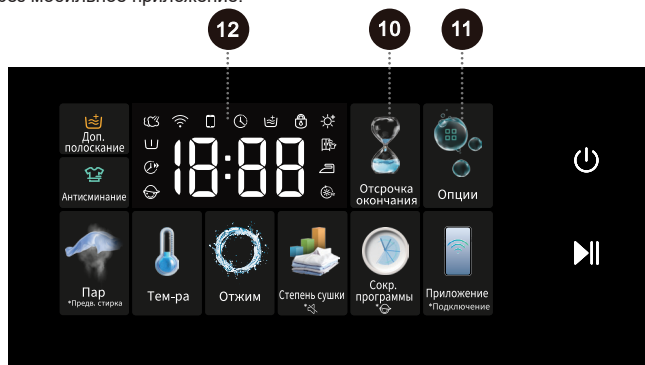 рез мобильное приложение.
12
10
11
Доп.
полоскание
Антисминание
18:88
Отсрочка
окончания
Опции
Пар
*Предв. стирка
Тем-ра
Отжим
Степень сушки
*
Сокр.
программы
*
Приложение
*Подключение